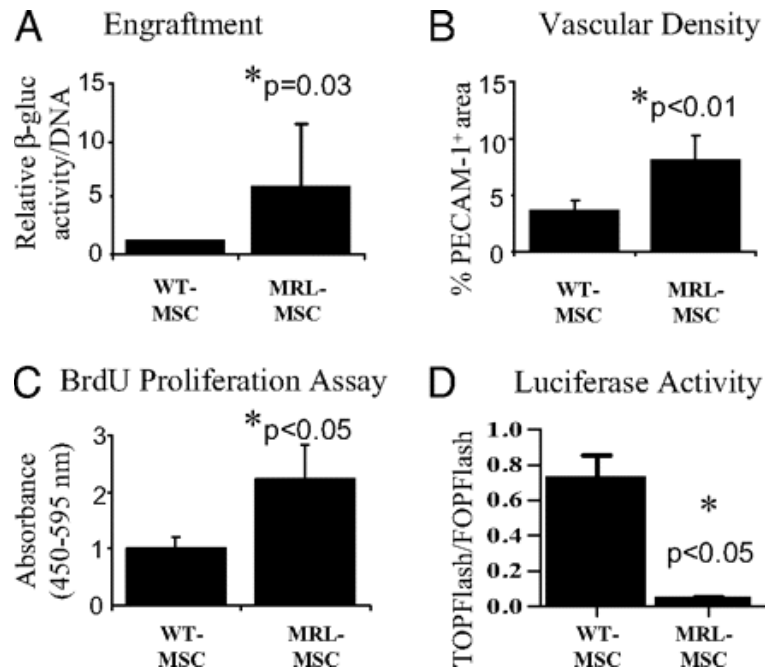 A Engraftment
Relative β-gluc
activity/DNA
15
10
5
0
*p=0.03
WT-
MSC
MRL-
MSC
B Vascular Density
% PECAM-1⁺ area
15
10
5
0
*p<0.01
WT-
MSC
MRL-
MSC
C BrdU Proliferation Assay
Absorbance
(450-595 nm)
3
2
1
0
*p<0.05
WT-
MSC
MRL-
MSC
D Luciferase Activity
TOPFlash/FOPFlash
1.0
0.8
0.6
0.4
0.2
0.0
*
p<0.05
WT-
MSC
MRL-
MSC